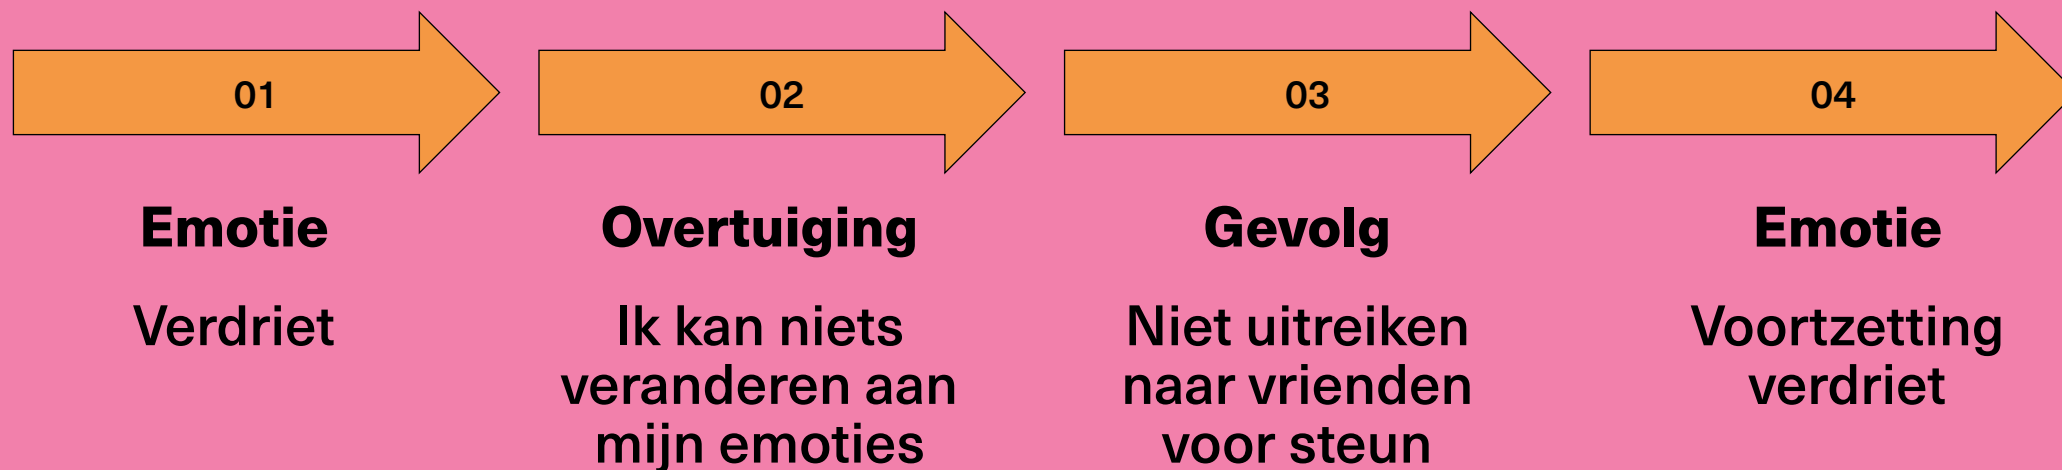 01
02
03
04
Emotie
Overtuiging
Gevolg
Emotie
Verdriet
Ik kan niets
veranderen aan
mijn emoties
Niet uitreiken
naar vrienden
voor steun
Voortzetting
verdriet